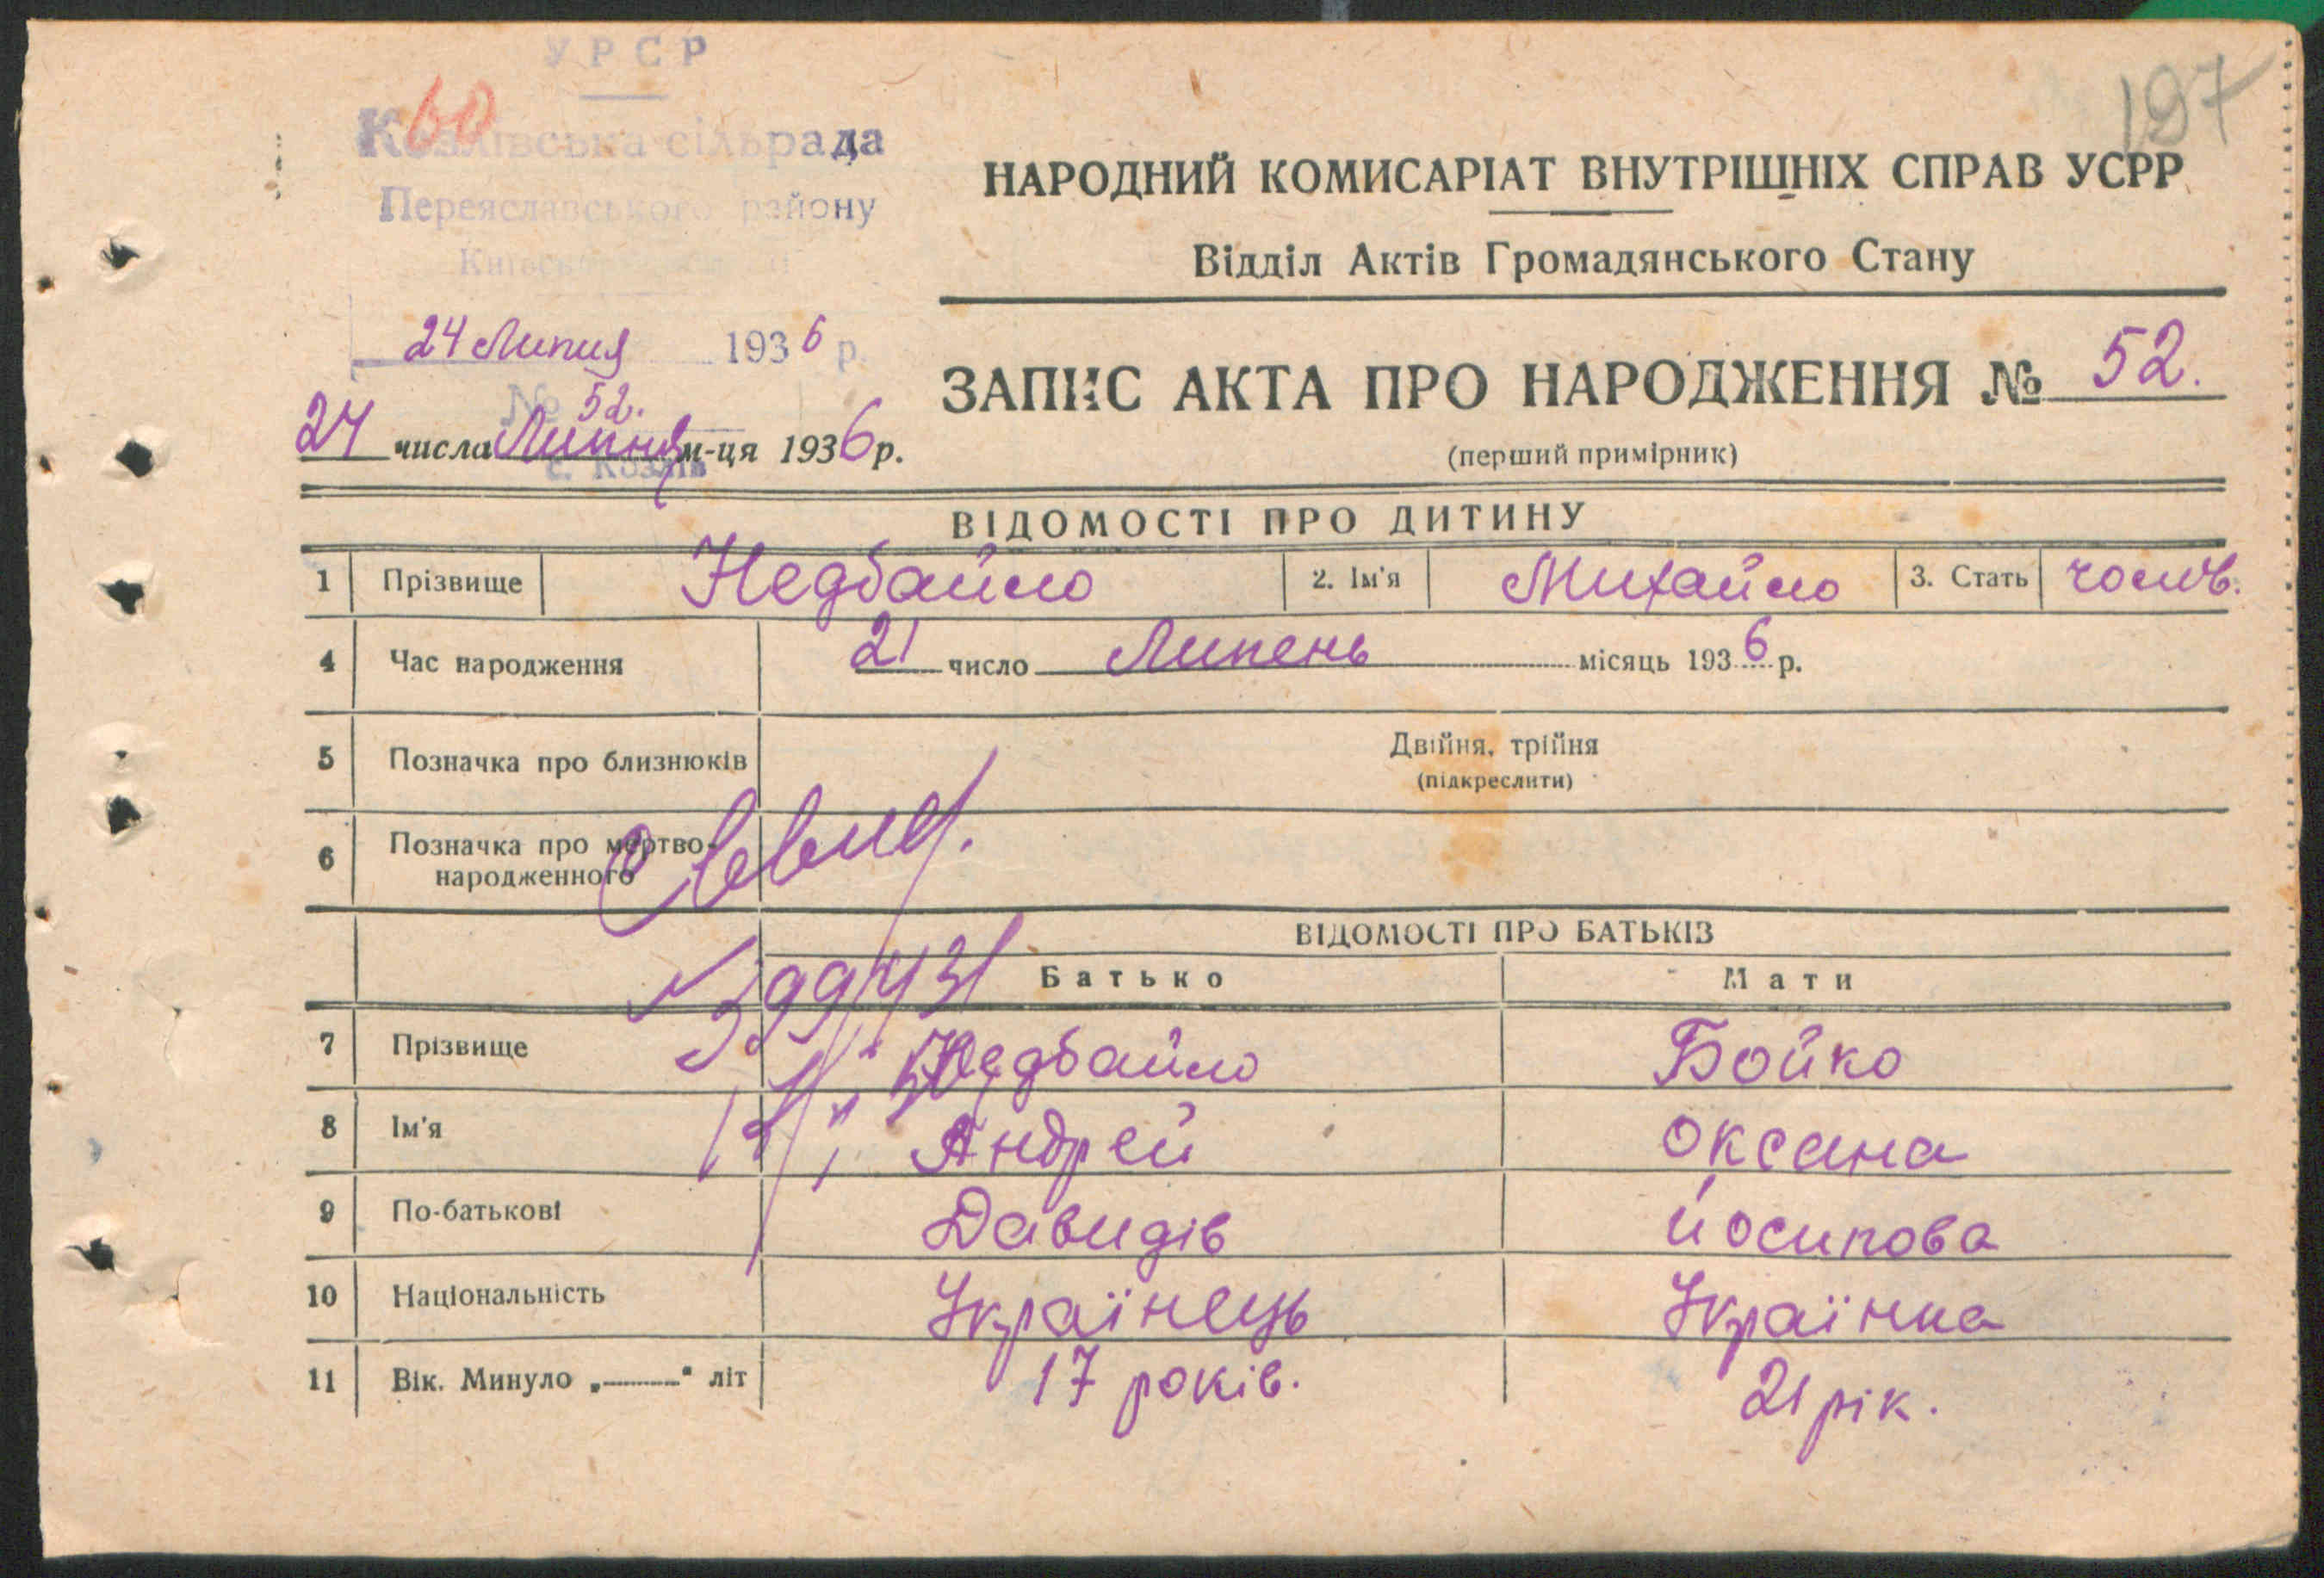 УРСР
60
Козлівська сільрада
Переяславського району
24 Липня 1936 р.
№ 52.
с. Козлів
24 числа Липня м-ця 1936 р.
197
НАРОДНИЙ КОМИСАРІАТ ВНУТРІШНІХ СПРАВ УСРР
Відділ Актів Громадянського Стану
ЗАПИС АКТА ПРО НАРОДЖЕННЯ № 52.
(перший примірник)
ВІДОМОСТІ ПРО ДИТИНУ
1 Прізвище Недбайло 2. Ім'я Михайло 3. Стать чолов.
4 Час народження 21 число Липень місяць 1936 р.
5 Позначка про близнюків Двійня, трійня
(підкреслити)
6 Позначка про мертво-
народженного
ВІДОМОСТІ ПРО БАТЬКІВ
Батько Мати
7 Прізвище Недбайло Бойко
8 Ім'я Андрей Оксана
9 По-батькові Давидів Йосипова
10 Національність Українець Українка
11 Вік. Минуло „——" літ 17 років. 21 рік.